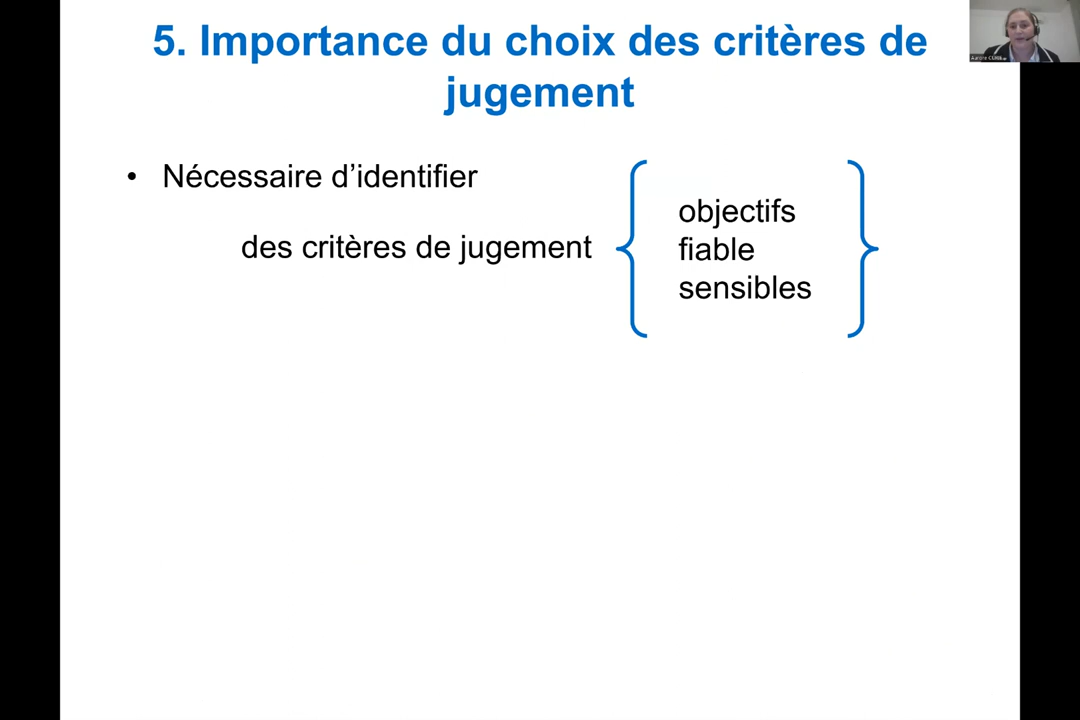 5. Importance du choix des critères de
jugement
• Nécessaire d’identifier
des critères de jugement
objectifs
fiable
sensibles